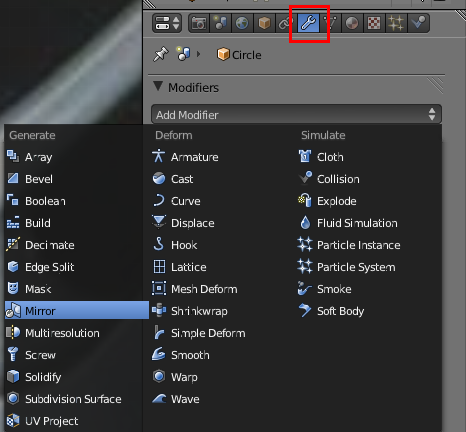 Circle
Modifiers
Add Modifier
Generate
Array
Bevel
Boolean
Build
Decimate
Edge Split
Mask
Mirror
Multiresolution
Screw
Solidify
Subdivision Surface
UV Project
Deform
Armature
Cast
Curve
Displace
Hook
Lattice
Mesh Deform
Shrinkwrap
Simple Deform
Smooth
Warp
Wave
Simulate
Cloth
Collision
Explode
Fluid Simulation
Particle Instance
Particle System
Smoke
Soft Body